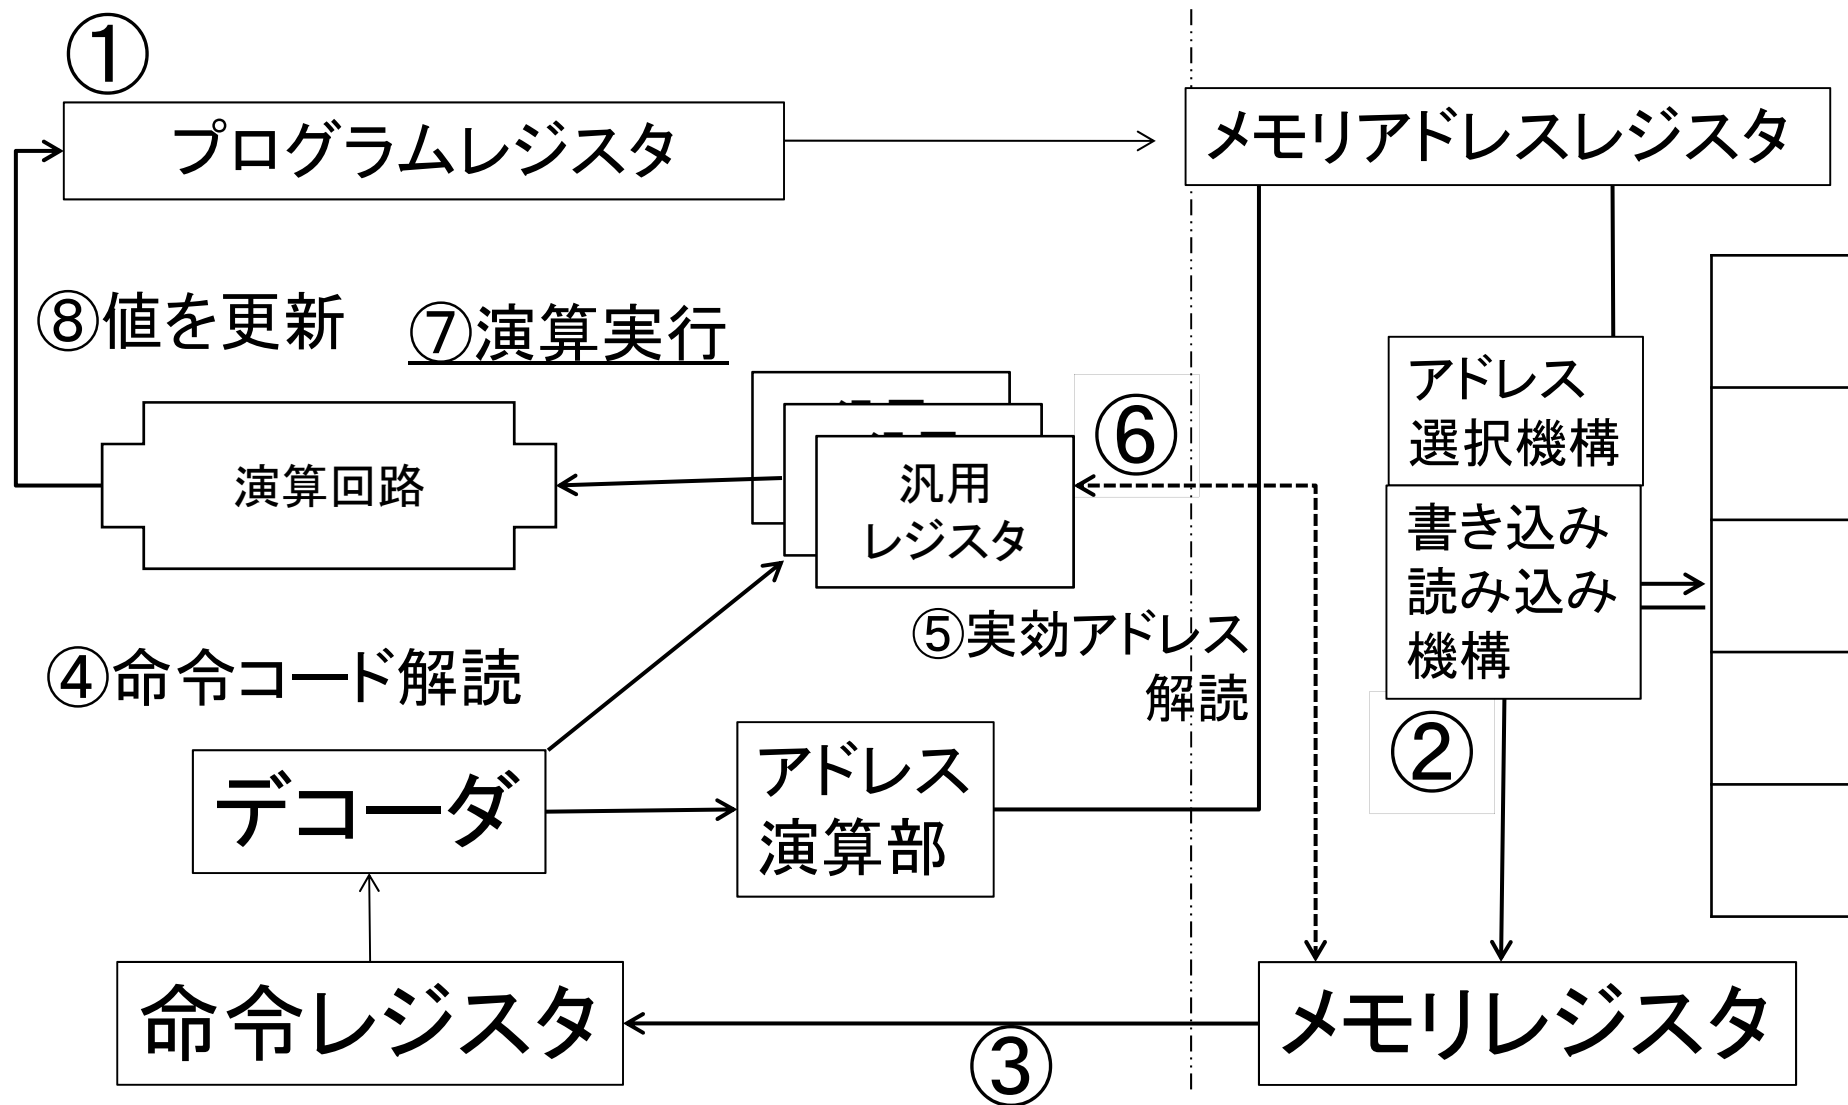 ①
プログラムレジスタ
メモリアドレスレジスタ
⑧値を更新
⑦演算実行
演算回路
汎用
レジスタ
⑥
アドレス
選択機構
書き込み
読み込み
機構
④命令コード解読
⑤実効アドレス
解読
②
デコーダ
アドレス
演算部
命令レジスタ
③
メモリレジスタ